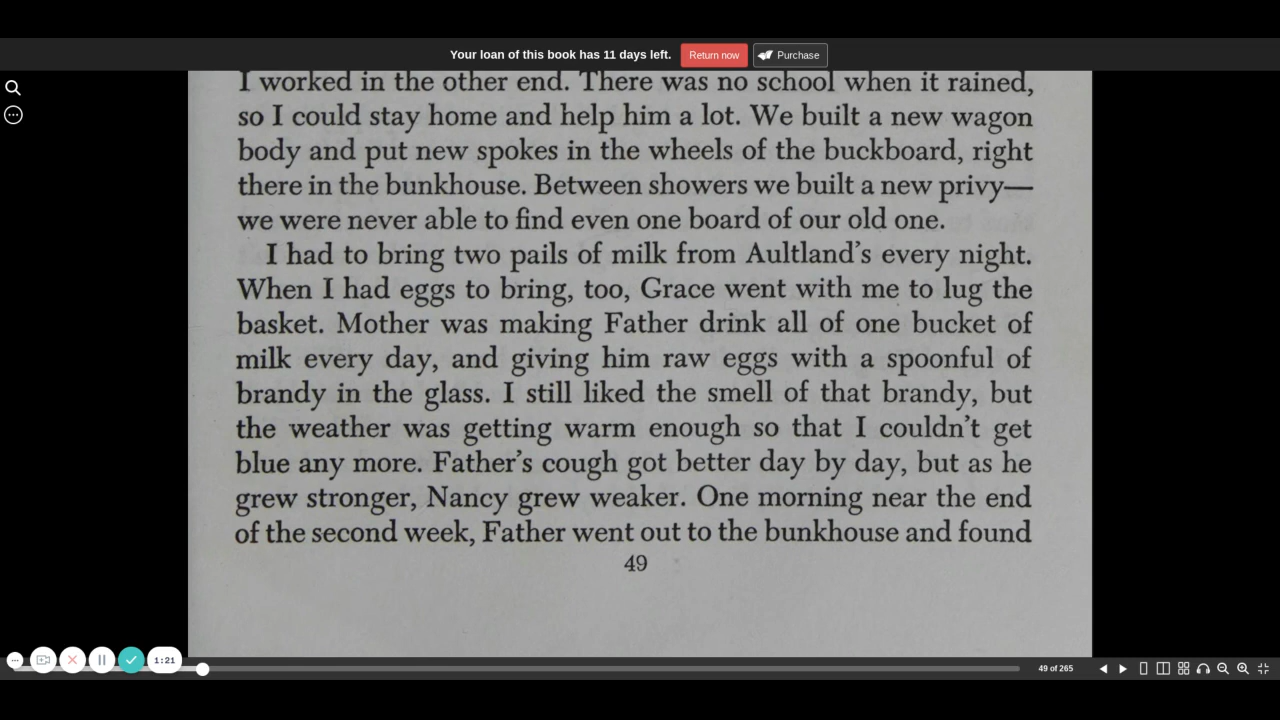 Your loan of this book has 11 days left. Return now Purchase
I worked in the other end. There was no school when it rained,
so I could stay home and help him a lot. We built a new wagon
body and put new spokes in the wheels of the buckboard, right
there in the bunkhouse. Between showers we built a new privy—
we were never able to find even one board of our old one.
I had to bring two pails of milk from Aultland's every night.
When I had eggs to bring, too, Grace went with me to lug the
basket. Mother was making Father drink all of one bucket of
milk every day, and giving him raw eggs with a spoonful of
brandy in the glass. I still liked the smell of that brandy, but
the weather was getting warm enough so that I couldn't get
blue any more. Father's cough got better day by day, but as he
grew stronger, Nancy grew weaker. One morning near the end
of the second week, Father went out to the bunkhouse and found
49
1:21
49 of 265